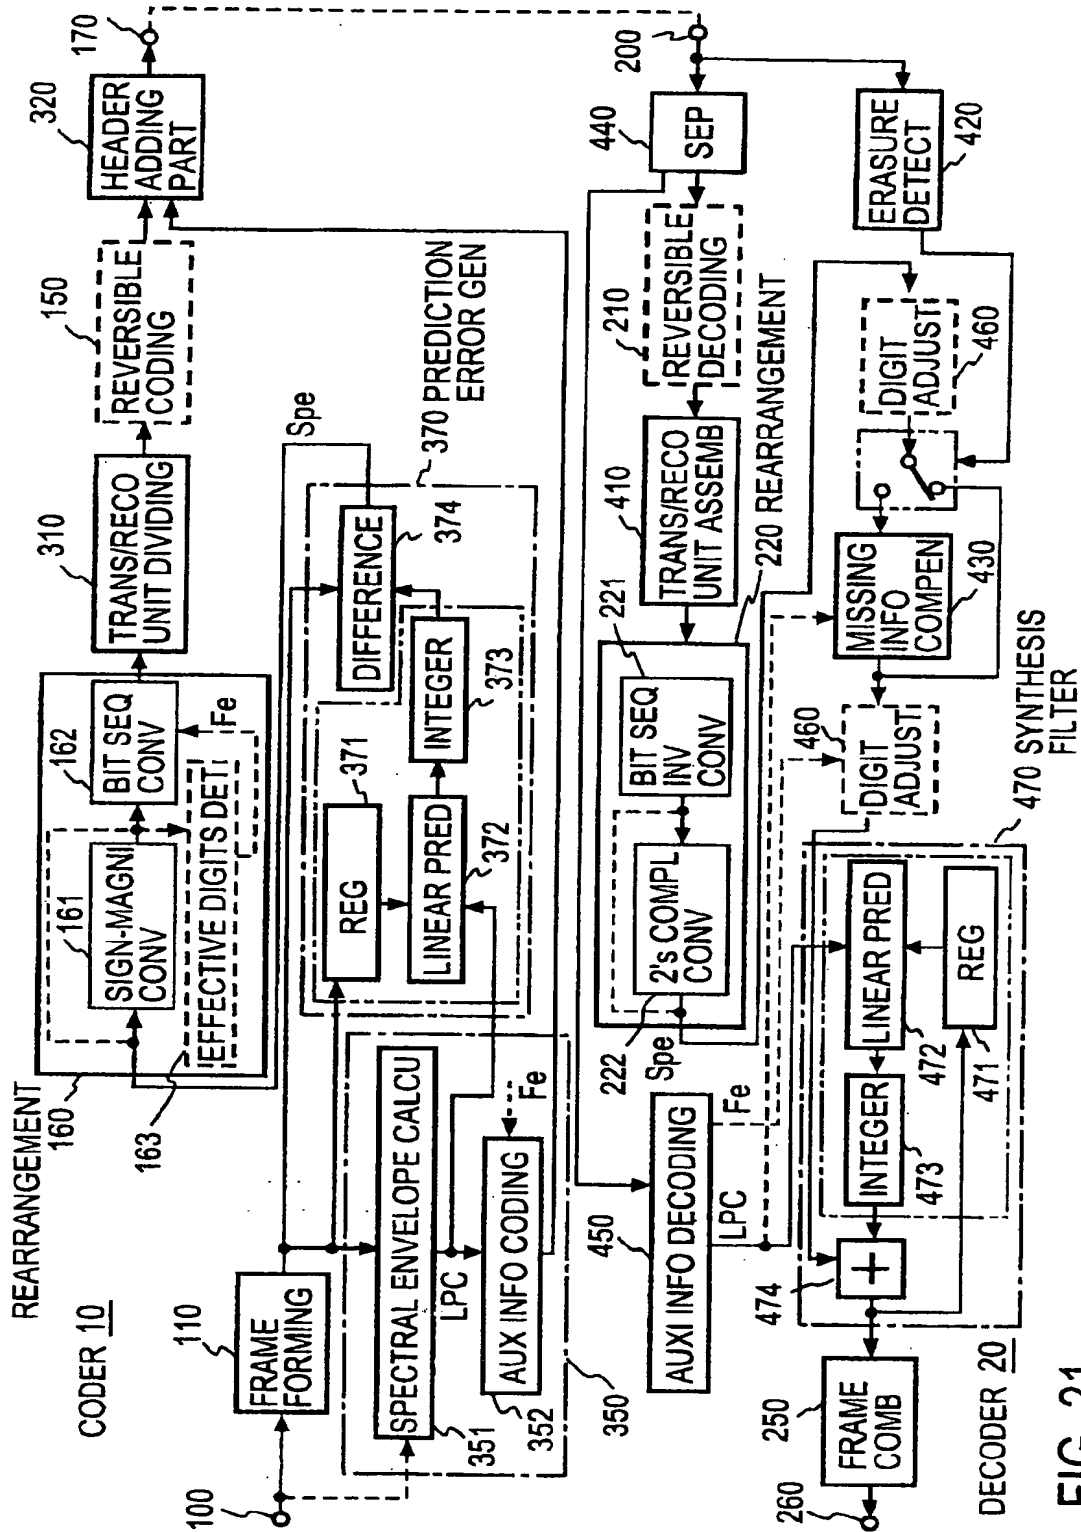 CODER 10
REARRANGEMENT
160
161
SIGN-MAGNI
CONV
162
BIT SEQ
CONV
163
EFFECTIVE DIGITS DET
Fe
310
TRANS/RECO
UNIT DIVIDING
150
REVERSIBLE
CODING
320
HEADER
ADDING
PART
170
100
110
FRAME
FORMING
Spe
370 PREDICTION
ERROR GEN
371
REG
LINEAR PRED
372
INTEGER
373
DIFFERENCE
374
SPECTRAL ENVELOPE CALCU
351
LPC
AUX INFO CODING
352
Fe
350
200
440
SEP
210
REVERSIBLE
DECODING
410
TRANS/RECO
UNIT ASSEMB
220 REARRANGEMENT
221
BIT SEQ
INV
CONV
2's COMPL
CONV
222
Spe
ERASURE
DETECT
420
450
AUXI INFO DECODING
Fe
LPC
DIGIT
ADJUST
460
MISSING
INFO
COMPEN
430
460
DIGIT
ADJUST
470 SYNTHESIS
FILTER
LINEAR PRED
472
REG
471
INTEGER
473
+
474
250
FRAME
COMB
260
DECODER 20
FIG. 21